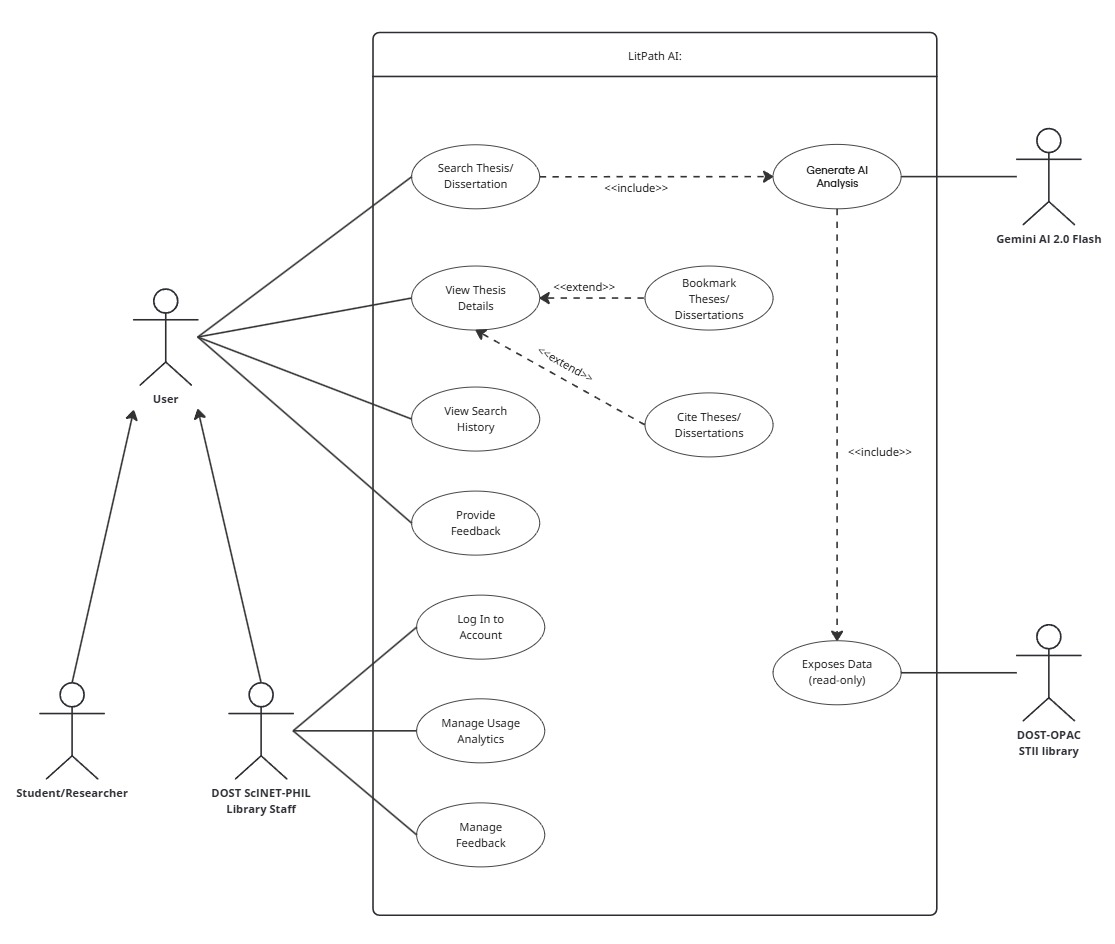 LitPath AI:
Search Thesis/
Dissertation
<<include>>
Generate AI
Analysis
Gemini AI 2.0 Flash
View Thesis
Details
<<extend>>
Bookmark
Theses/
Dissertations
<<extend>>
User
View Search
History
Cite Theses/
Dissertations
<<include>>
Provide
Feedback
Log In to
Account
Exposes Data
(read-only)
DOST-OPAC
STII library
Manage Usage
Analytics
Student/Researcher
DOST ScINET-PHIL
Library Staff
Manage
Feedback